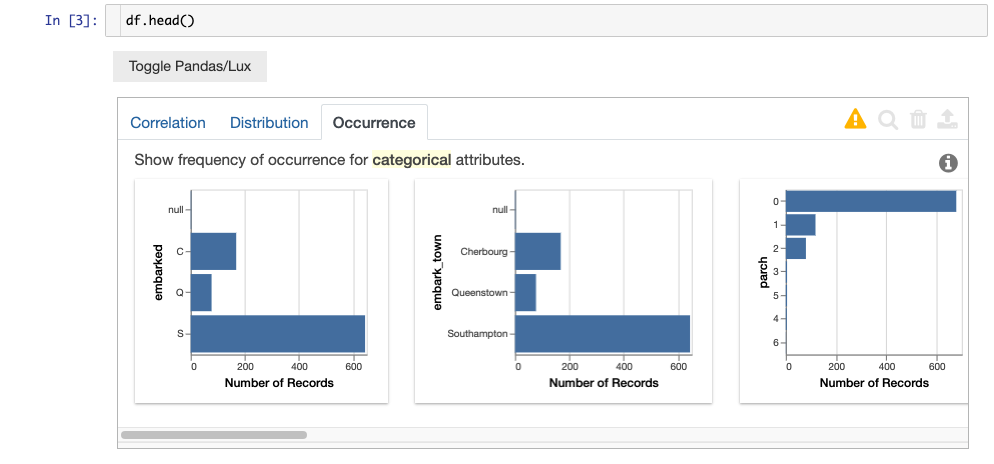 In [3]: df.head()
Toggle Pandas/Lux
Correlation Distribution Occurrence
Show frequency of occurrence for categorical attributes.
embarked
null
C
Q
S
0 200 400 600
Number of Records
embark_town
null
Cherbourg
Queenstown
Southampton
0 200 400 600
Number of Records
parch
0
1
2
3
5
4
6
0 200 400 600
Number of Records